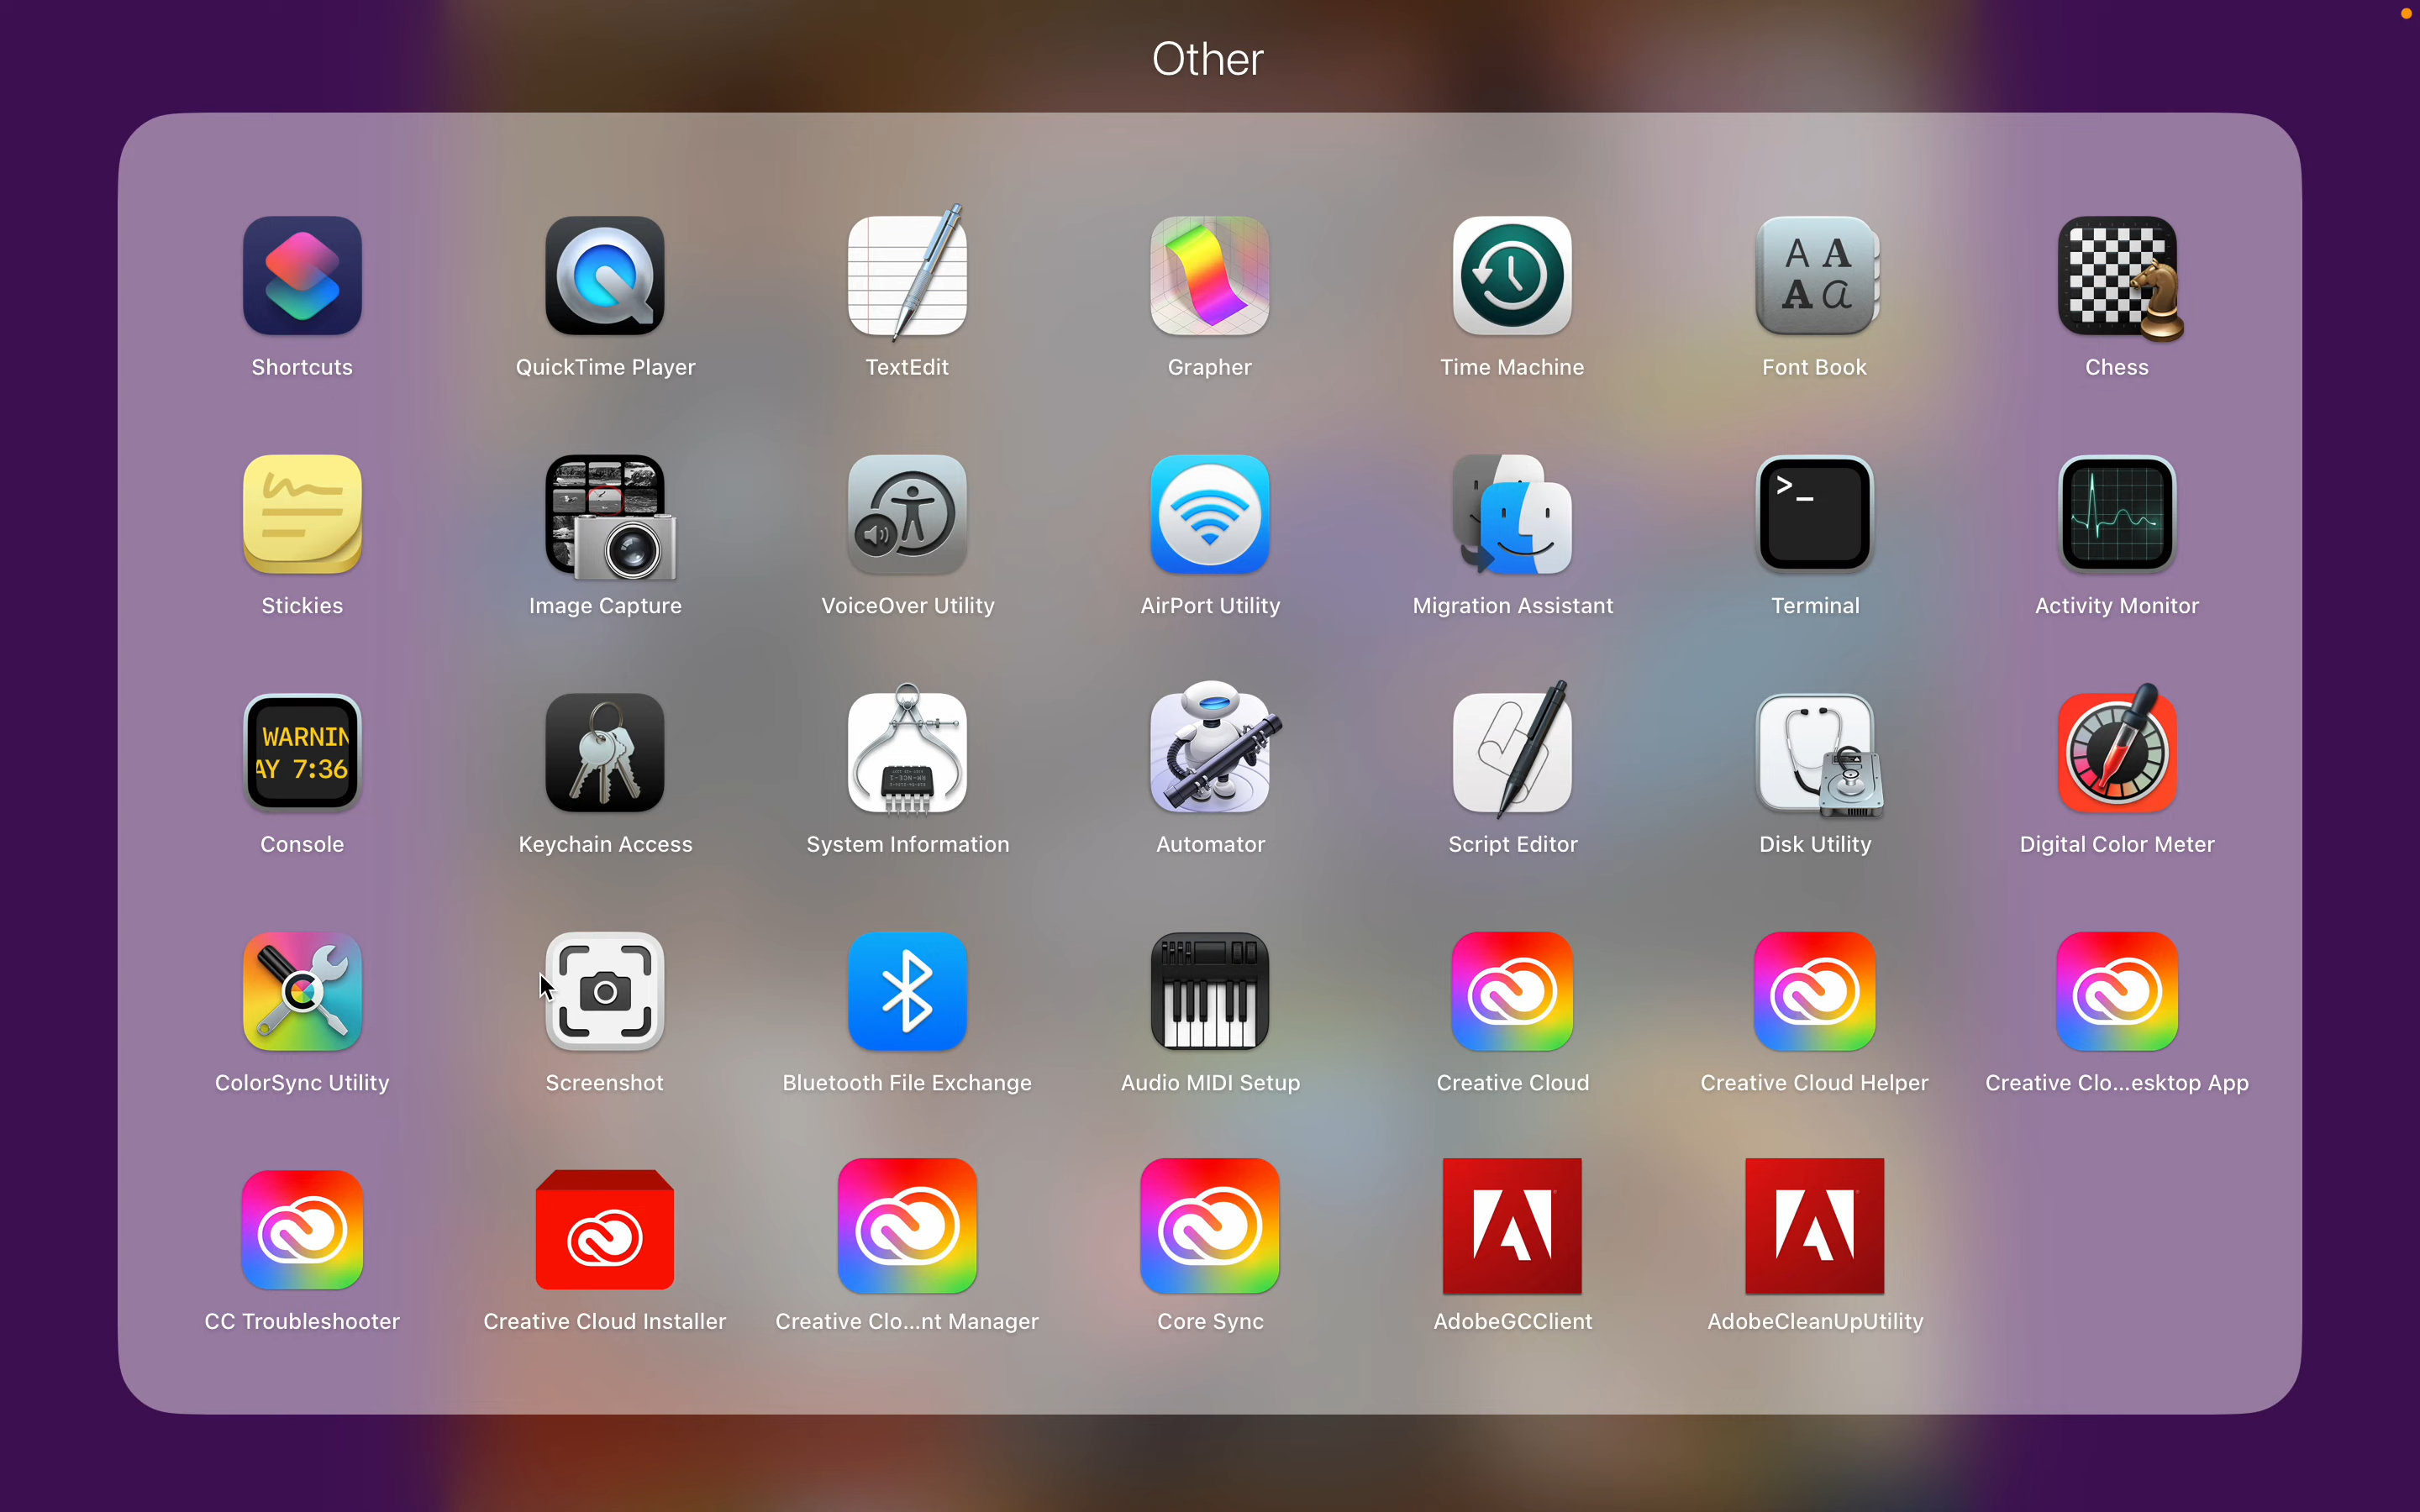 Other
Shortcuts
QuickTime Player
TextEdit
Grapher
Time Machine
A A
A a
Font Book
Chess
Stickies
Image Capture
VoiceOver Utility
AirPort Utility
Migration Assistant
>_
Terminal
Activity Monitor
WARNIN
AY 7:36
Console
Keychain Access
System Information
Automator
Script Editor
Disk Utility
Digital Color Meter
ColorSync Utility
Screenshot
Bluetooth File Exchange
Audio MIDI Setup
Creative Cloud
Creative Cloud Helper
Creative Clo...esktop App
CC Troubleshooter
Creative Cloud Installer
Creative Clo...nt Manager
Core Sync
AdobeGCClient
AdobeCleanUpUtility